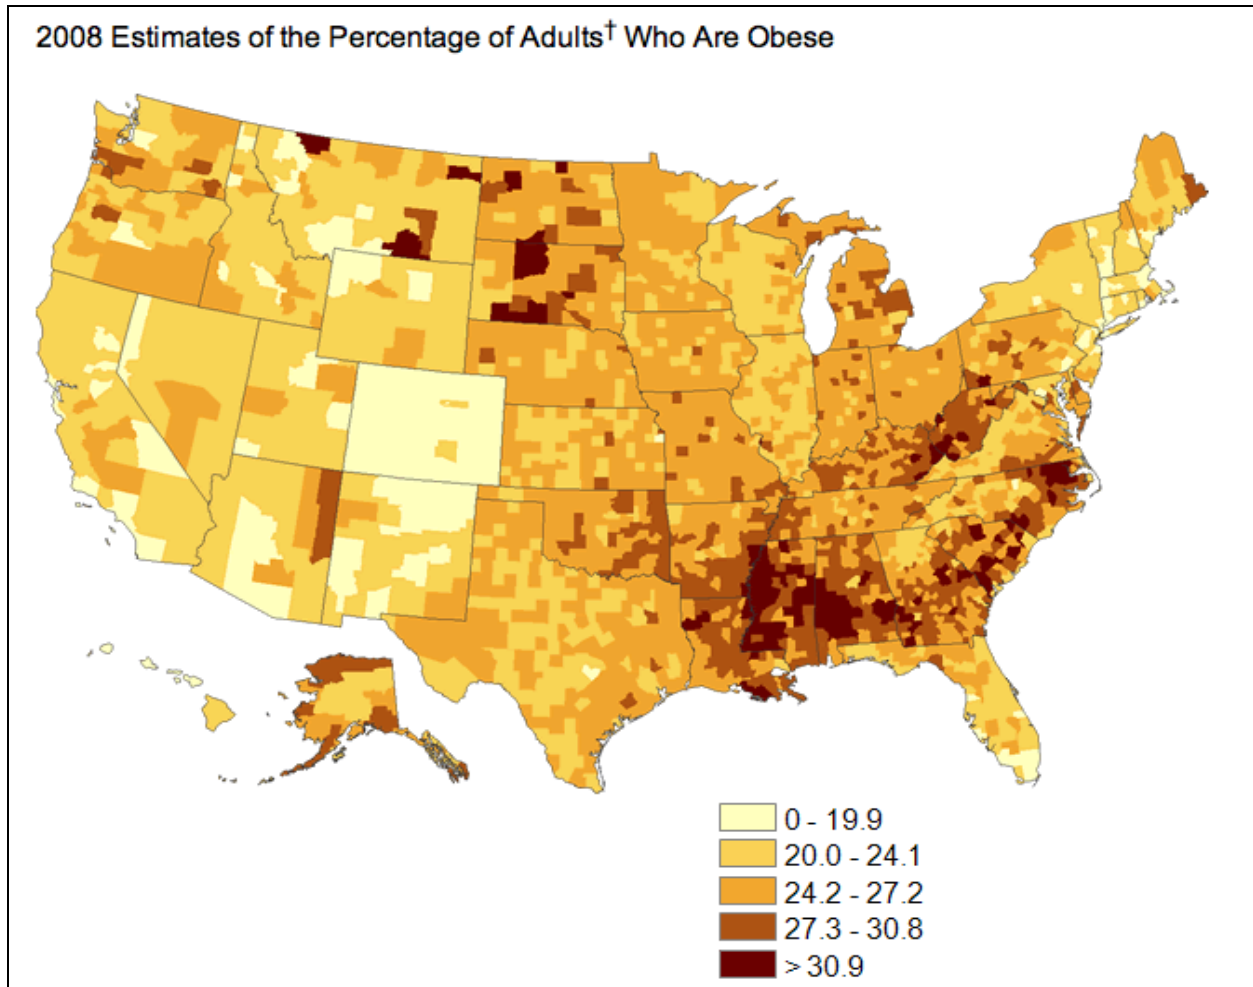 2008 Estimates of the Percentage of Adults† Who Are Obese
0 - 19.9
20.0 - 24.1
24.2 - 27.2
27.3 - 30.8
> 30.9